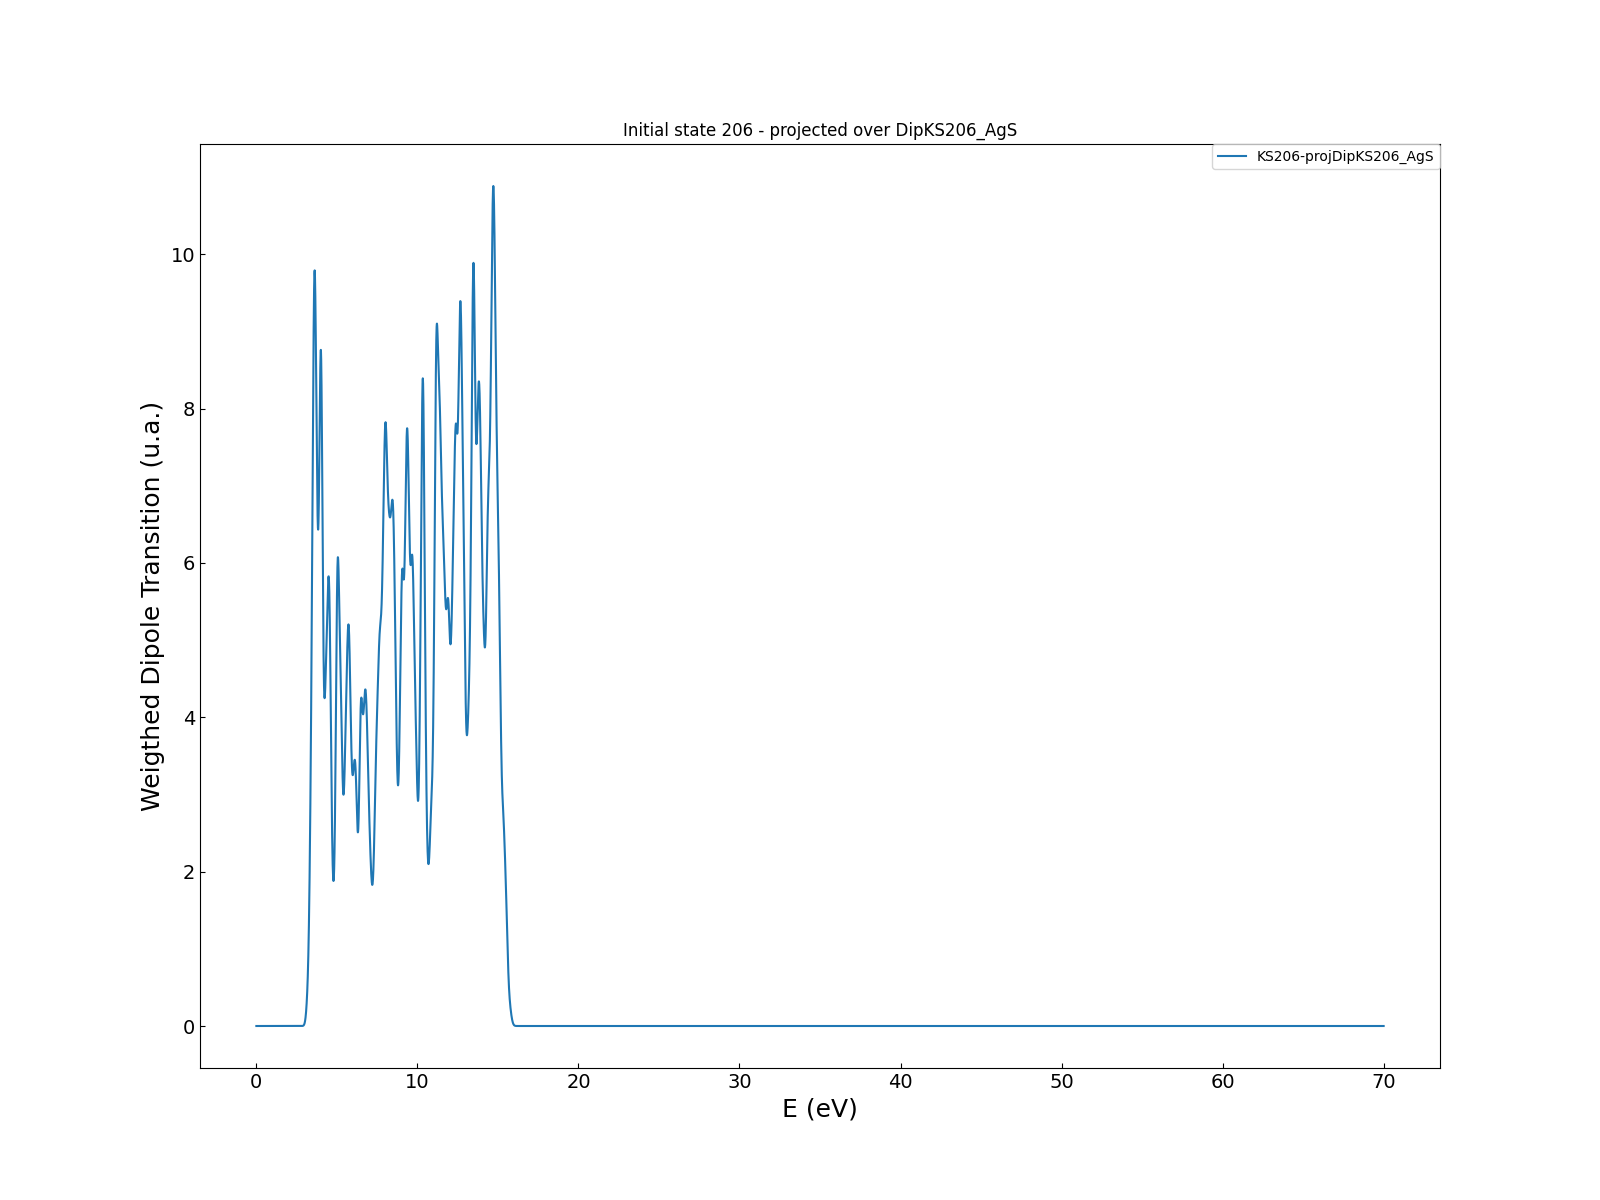 Initial state 206 - projected over DipKS206_AgS
KS206-projDipKS206_AgS
Weigthed Dipole Transition (u.a.)
10
8
6
4
2
0
0 10 20 30 40 50 60 70
E (eV)